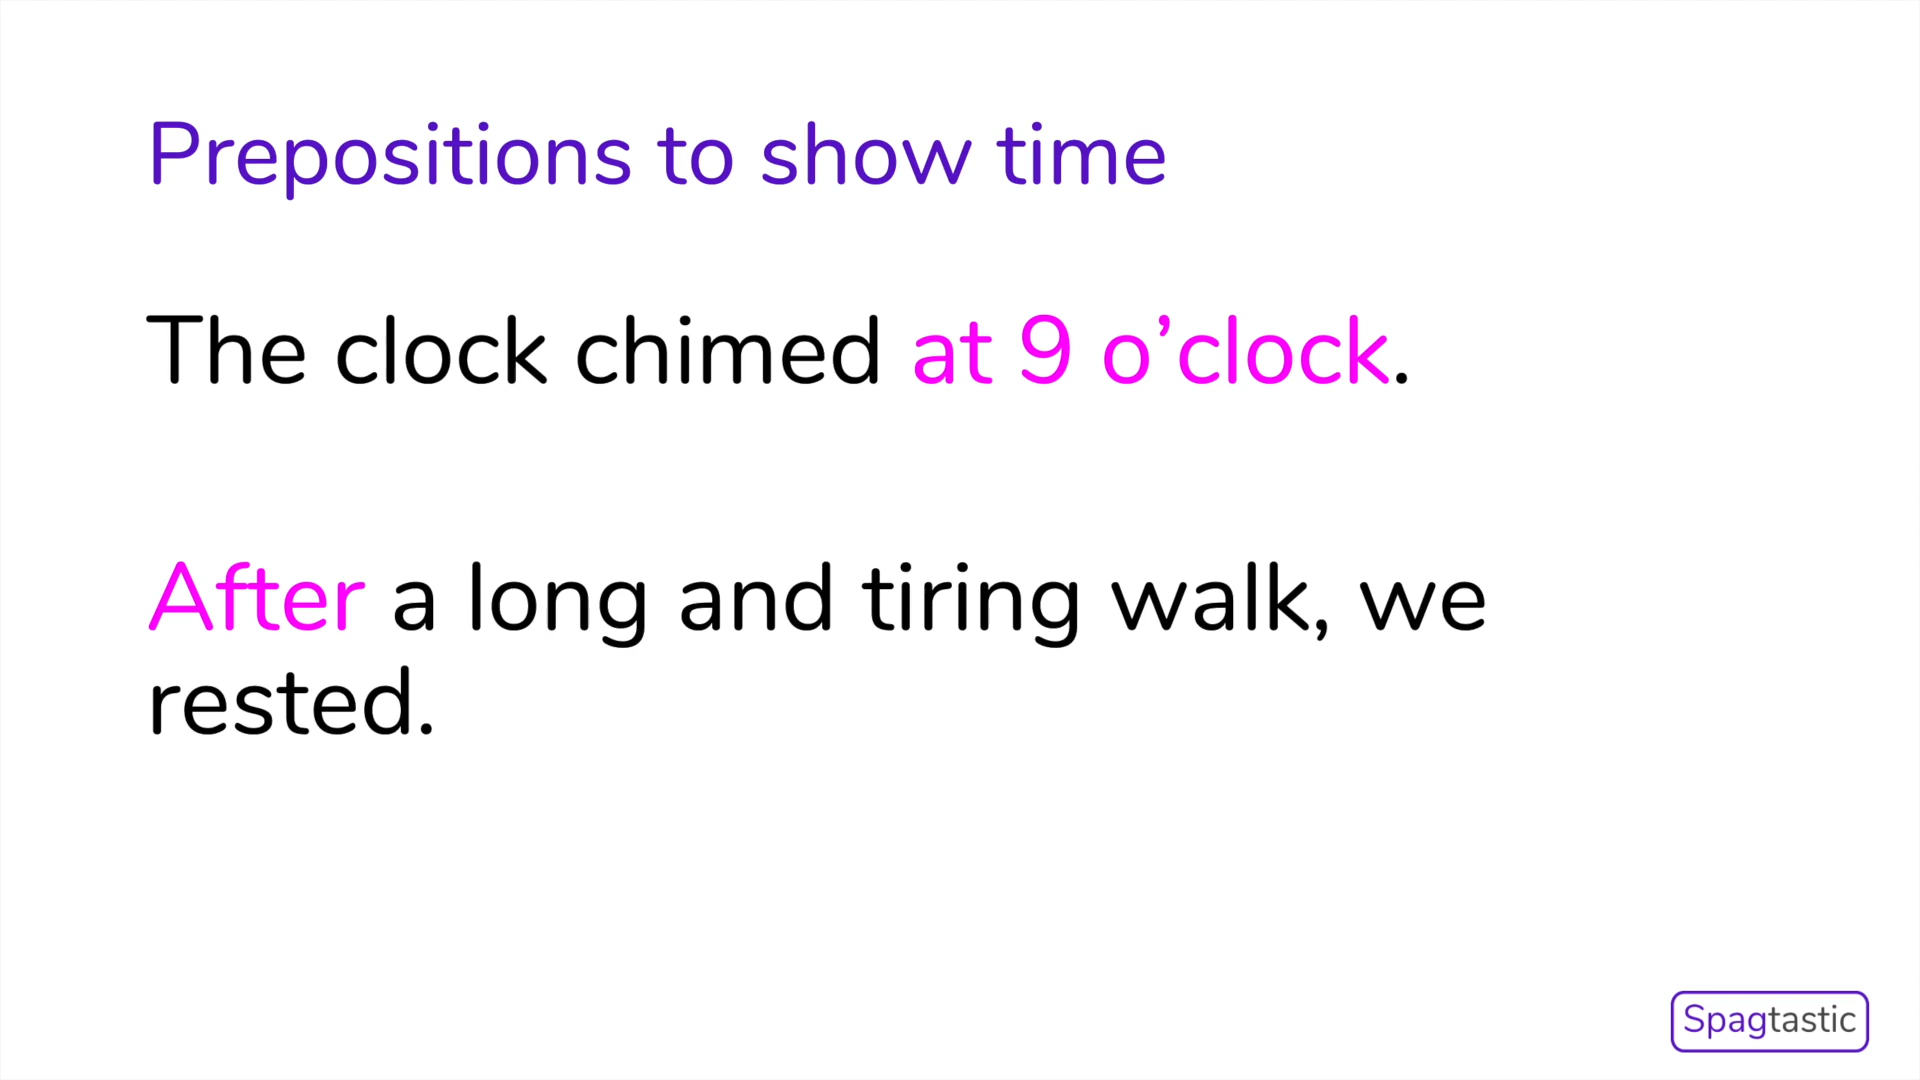 Prepositions to show time
The clock chimed at 9 o’clock.
After a long and tiring walk, we
rested.
Spagtastic